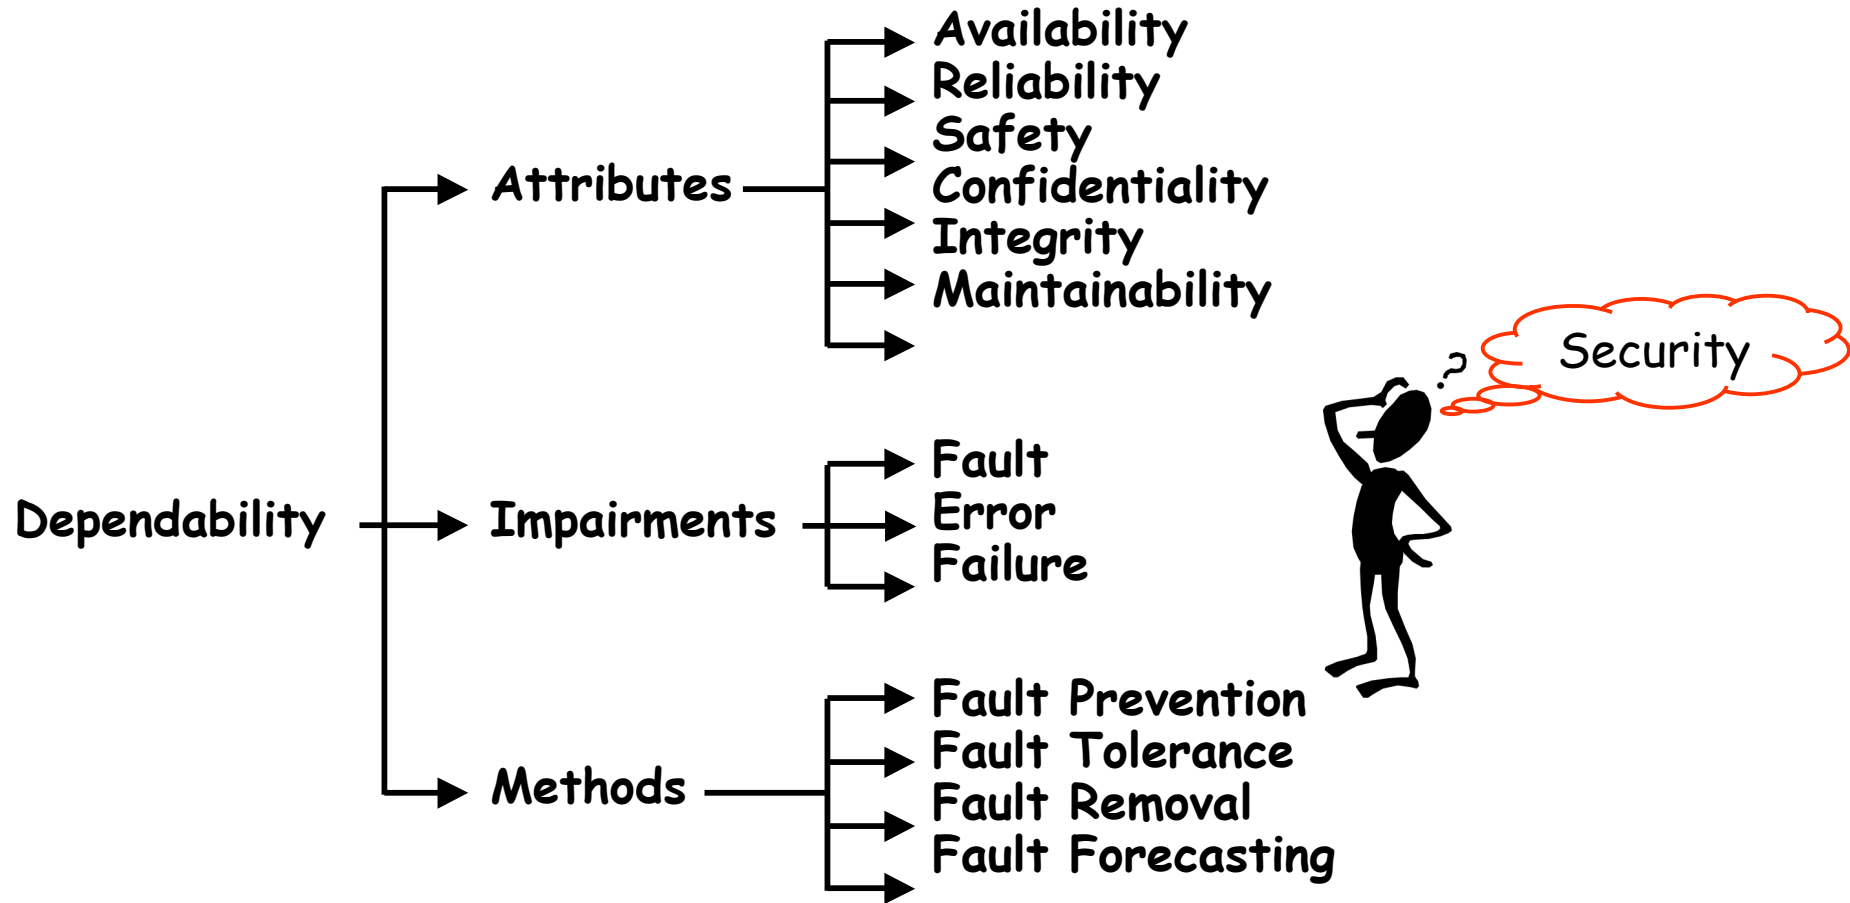 Availability
Reliability
Safety
Attributes
Confidentiality
Integrity
Maintainability
?
Security
Dependability
Impairments
Fault
Error
Failure
Methods
Fault Prevention
Fault Tolerance
Fault Removal
Fault Forecasting